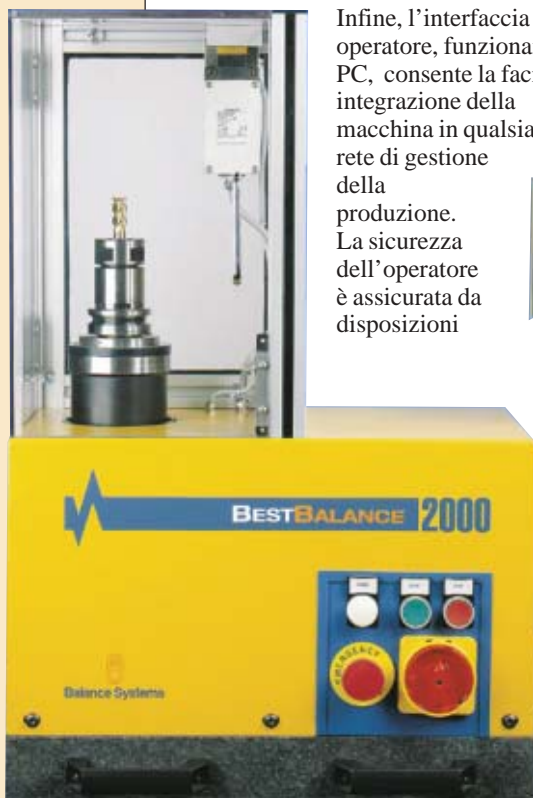 Infine, l'interfaccia
operatore, funziona
PC, consente la faci
integrazione della
macchina in qualsia
rete di gestione
della
produzione.
La sicurezza
dell'operatore
è assicurata da
disposizioni
BESTBALANCE 2000
EMERGENCY
Balance Systems